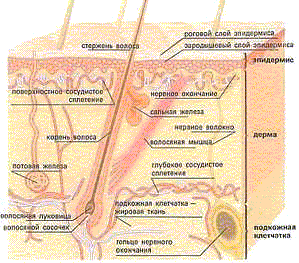 стержень волоса
роговой слой эпидермиса
зародышевый слой эпидермиса
эпидермис
поверхностное сосудистое
сплетение
нервное окончание
сальная железа
корень волоса
нервное волокно
волосяная мышца
дерма
глубокое сосудистое
сплетение
потовая железа
подкожная клетчатка –
жировая ткань
волосяная луковица
волосяной сосочек
подкожная
клетчатка
тельце нервного
окончания